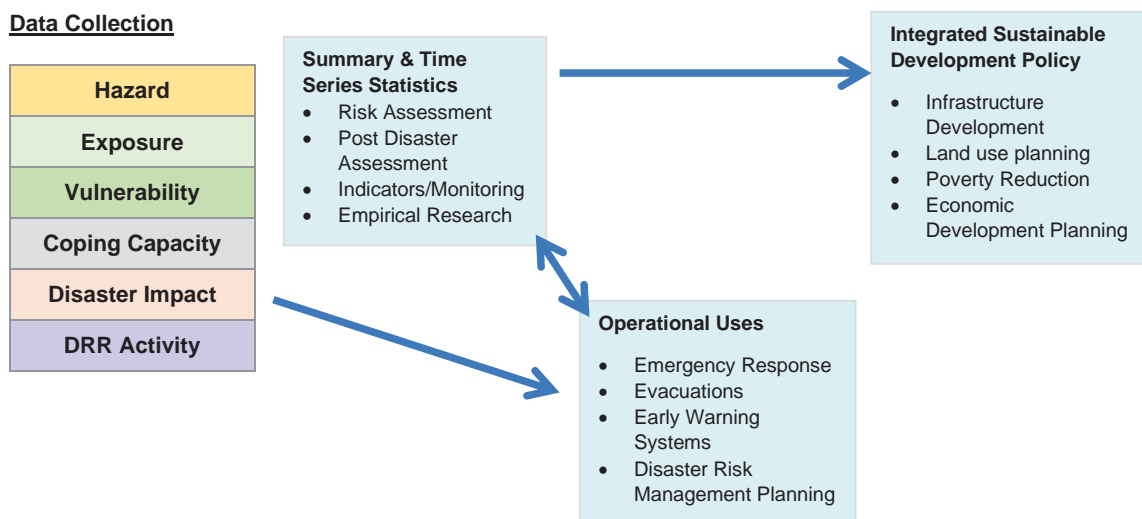 Data Collection
Hazard
Exposure
Vulnerability
Coping Capacity
Disaster Impact
DRR Activity
Summary & Time
Series Statistics
• Risk Assessment
• Post Disaster
Assessment
• Indicators/Monitoring
• Empirical Research
Integrated Sustainable
Development Policy
• Infrastructure
Development
• Land use planning
• Poverty Reduction
• Economic
Development Planning
Operational Uses
• Emergency Response
• Evacuations
• Early Warning
Systems
• Disaster Risk
Management Planning